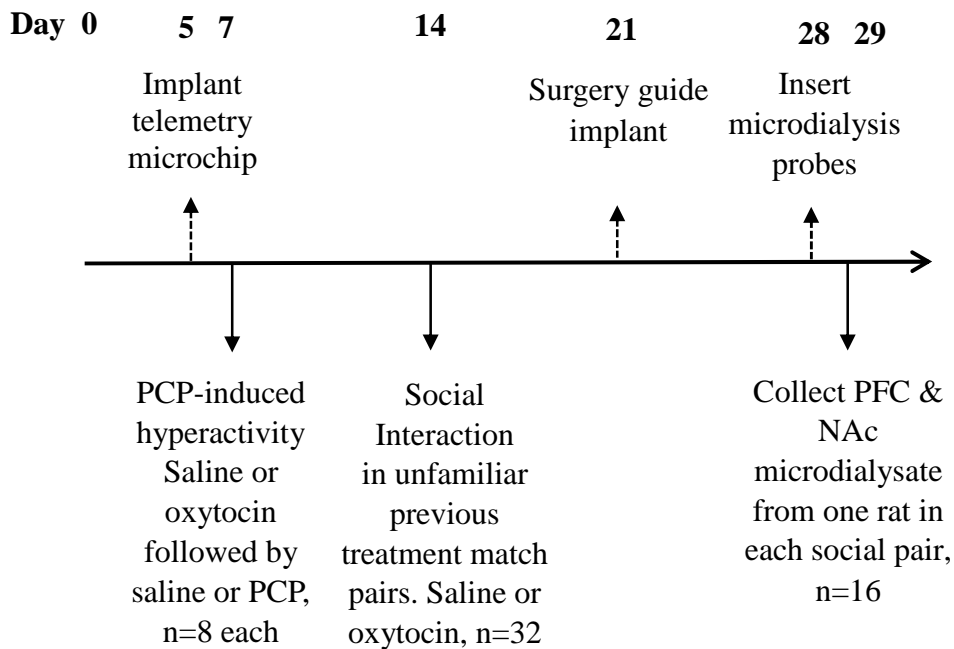 Day 0 5 7 14 21 28 29
Implant
telemetry
microchip
Surgery guide
implant
Insert
microdialysis
probes
PCP-induced
hyperactivity
Saline or
oxytocin
followed by
saline or PCP,
n=8 each
Social
Interaction
in unfamiliar
previous
treatment match
pairs. Saline or
oxytocin, n=32
Collect PFC &
NAc
microdialysate
from one rat in
each social pair,
n=16